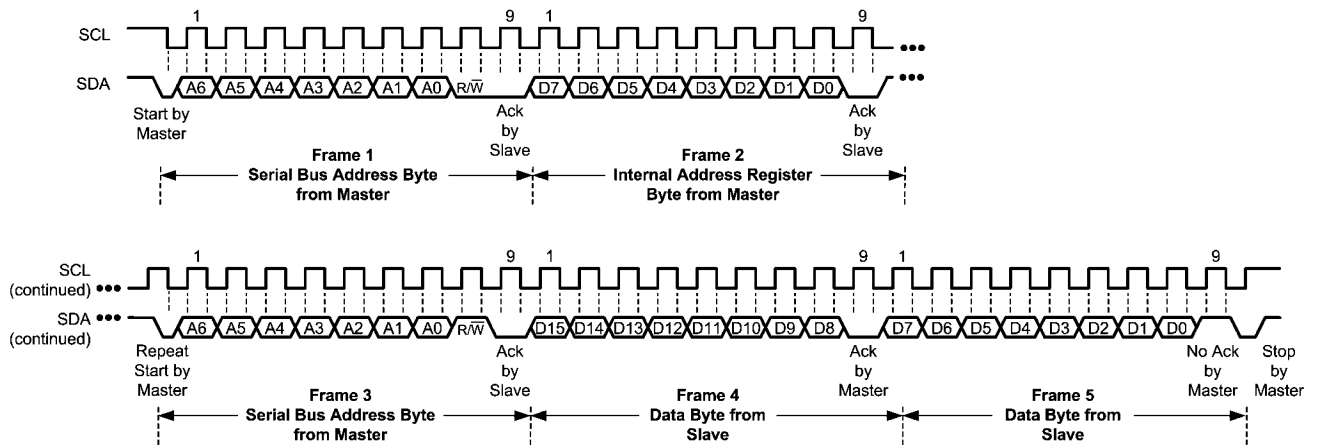 1 9 1 9
SCL
SDA A6 A5 A4 A3 A2 A1 A0 R/W̅ D7 D6 D5 D4 D3 D2 D1 D0
Start by
Master
Ack
by
Slave
Ack
by
Slave
Frame 1
Serial Bus Address Byte
from Master
Frame 2
Internal Address Register
Byte from Master
1 9 1 9 1 9
SCL
(continued)
SDA
(continued)
A6 A5 A4 A3 A2 A1 A0 R/W̅ D15 D14 D13 D12 D11 D10 D9 D8 D7 D6 D5 D4 D3 D2 D1 D0
Repeat
Start by
Master
Ack
by
Slave
Ack
by
Master
No Ack
by
Master
Stop
by
Master
Frame 3
Serial Bus Address Byte
from Master
Frame 4
Data Byte from
Slave
Frame 5
Data Byte from
Slave